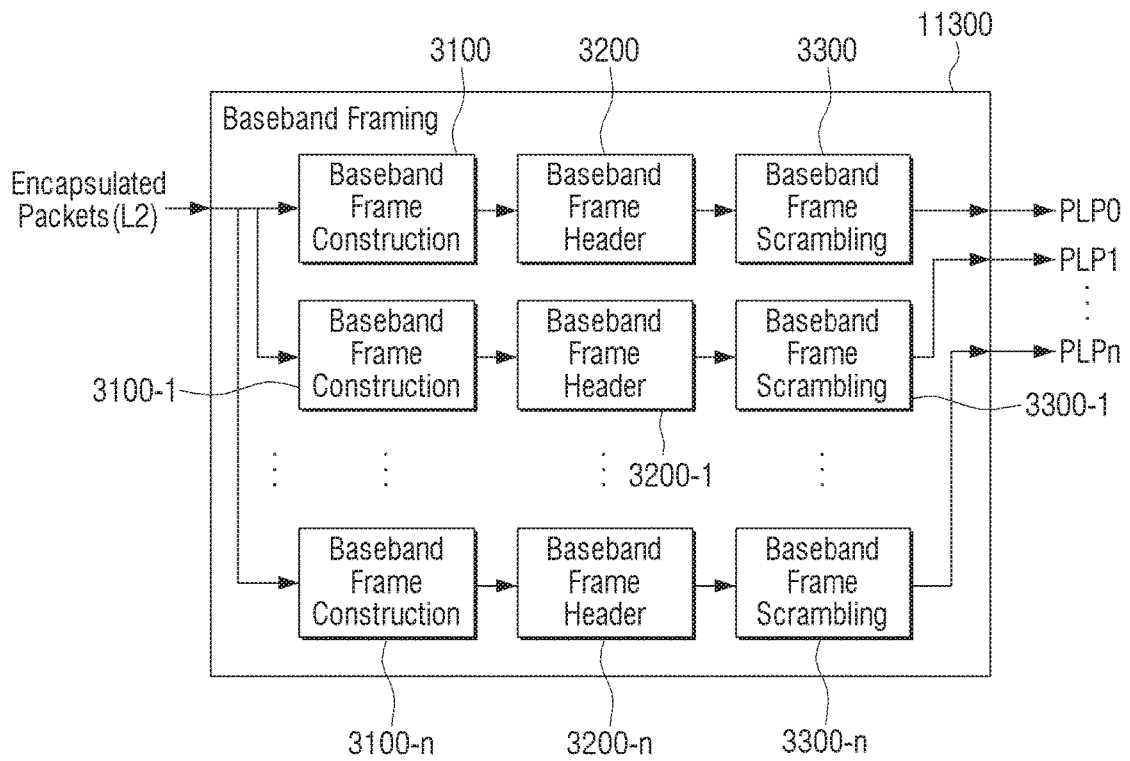 3100
3200
3300
11300
Baseband Framing
Encapsulated
Packets(L2)
Baseband
Frame
Construction
Baseband
Frame
Header
Baseband
Frame
Scrambling
PLP0
PLP1
PLPn
Baseband
Frame
Construction
Baseband
Frame
Header
Baseband
Frame
Scrambling
3100-1
3200-1
3300-1
Baseband
Frame
Construction
Baseband
Frame
Header
Baseband
Frame
Scrambling
3100-n
3200-n
3300-n